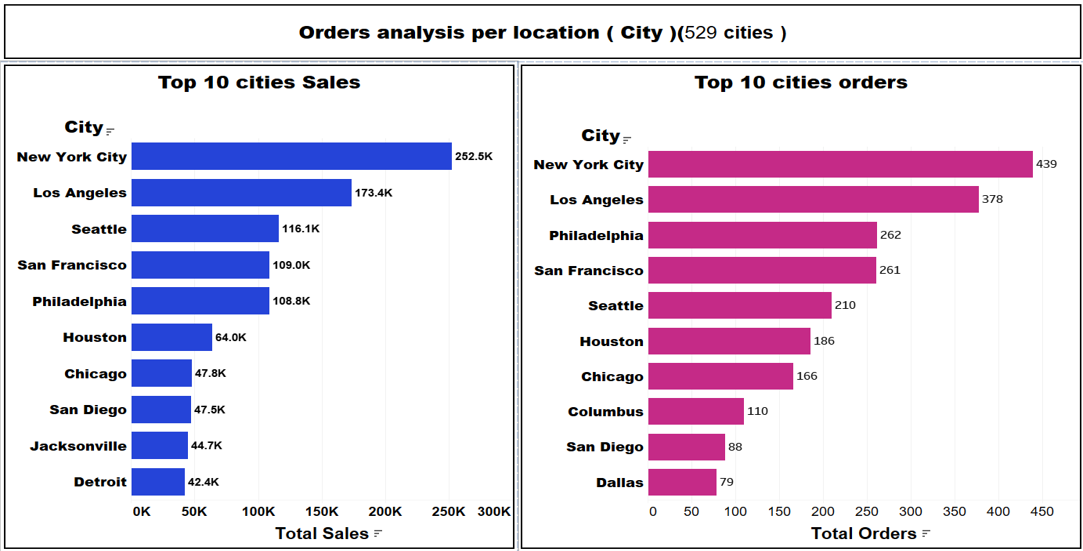 Orders analysis per location ( City )(529 cities )
Top 10 cities Sales
City
New York City 252.5K
Los Angeles 173.4K
Seattle 116.1K
San Francisco 109.0K
Philadelphia 108.8K
Houston 64.0K
Chicago 47.8K
San Diego 47.5K
Jacksonville 44.7K
Detroit 42.4K
0K 50K 100K 150K 200K 250K 300K
Total Sales
Top 10 cities orders
City
New York City 439
Los Angeles 378
Philadelphia 262
San Francisco 261
Seattle 210
Houston 186
Chicago 166
Columbus 110
San Diego 88
Dallas 79
0 50 100 150 200 250 300 350 400 450
Total Orders